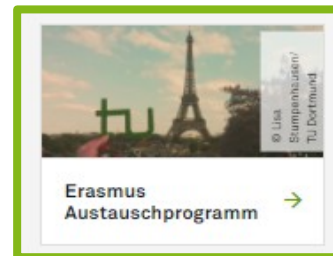 tu
© Lisa
Stumpenhausen/
TU Dortmund
Erasmus
Austauschprogramm